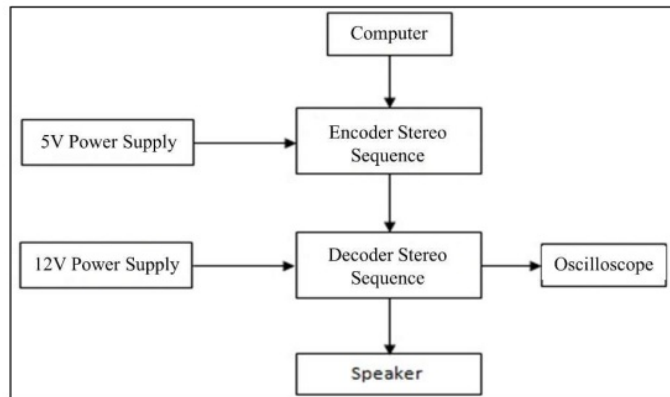 Computer
5V Power Supply
Encoder Stereo
Sequence
12V Power Supply
Decoder Stereo
Sequence
Oscilloscope
Speaker